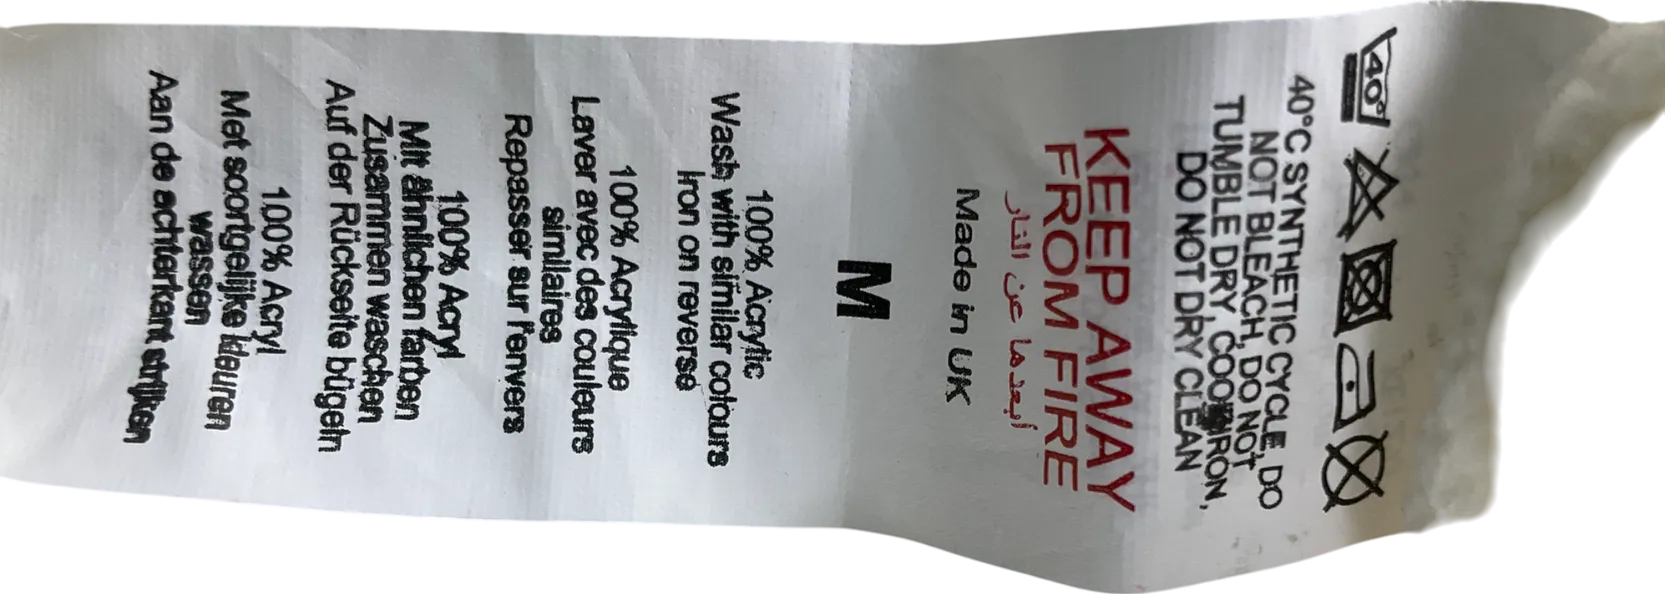 40°
40°C SYNTHETIC CYCLE, DO
NOT BLEACH, DO NOT
TUMBLE DRY, COOL IRON,
DO NOT DRY CLEAN
KEEP AWAY
FROM FIRE
أبعدها عن النار
Made in UK
M
100% Acrylic
Wash with similar colours
Iron on reverse
100% Acrylique
Laver avec des couleurs
similaires
Repasser sur l'envers
100% Acryl
Mit ähnlichen farben
Zusammen waschen
Auf der Rückseite bügeln
100% Acryl
Met soortgelijke kleuren
wassen
Aan de achterkant strijken